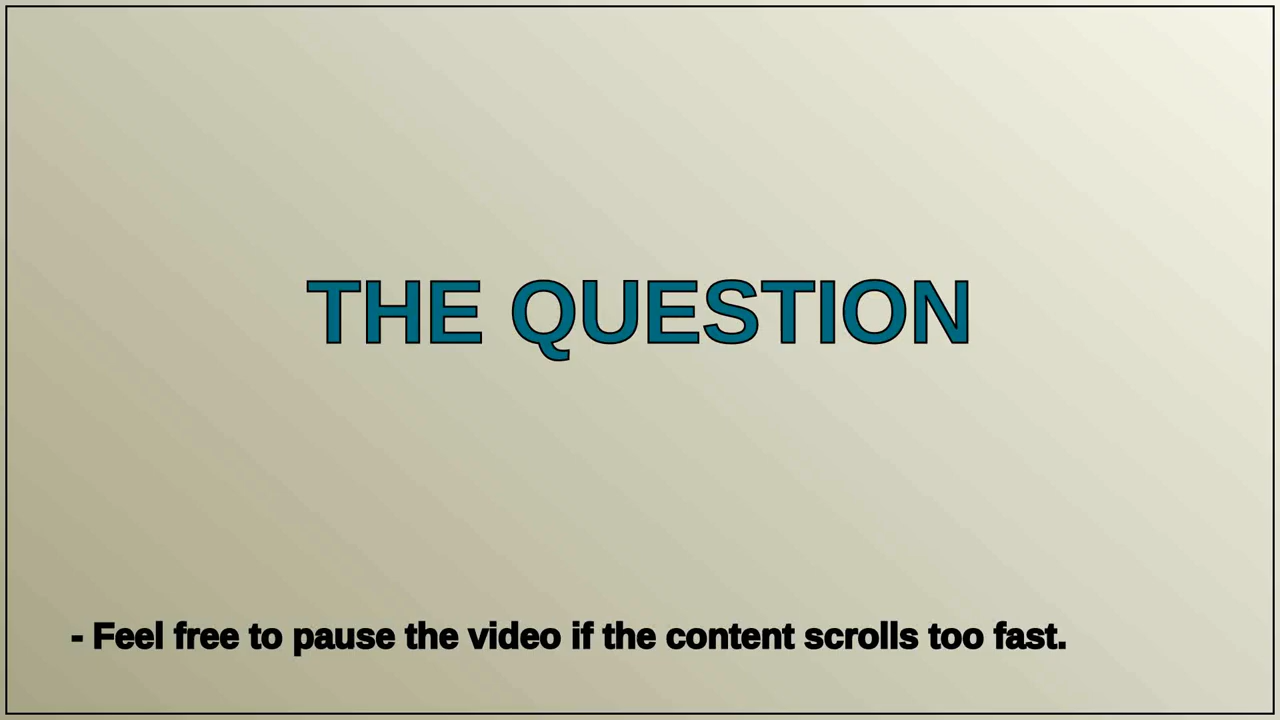 THE QUESTION
- Feel free to pause the video if the content scrolls too fast.